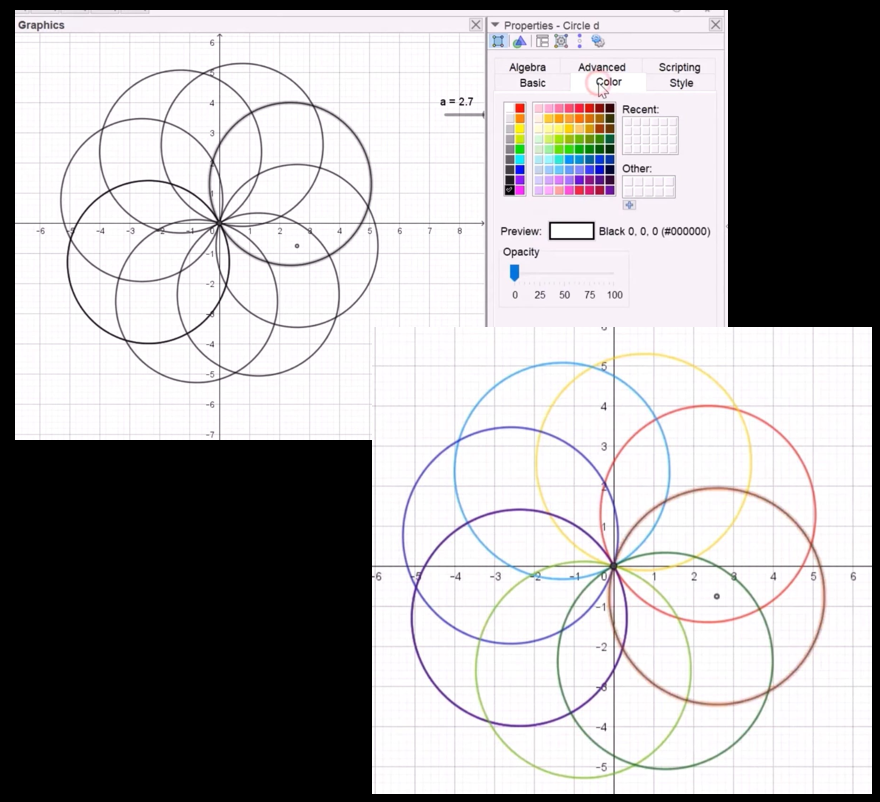 Graphics
Properties - Circle d
Algebra Advanced Scripting
Basic Color Style
a = 2.7
Recent:
Other:
Preview: Black 0, 0, 0 (#000000)
Opacity
0 25 50 75 100
6
4
3
2
1
-6 -5 -4 -3 -2 -1 0 1 2 3 4 5 6 7 8
-1
-2
-3
-4
-5
-7
5
4
3
2
1
-6 -5 -4 -3 -2 -1 0 1 2 3 4 5 6
-1
-2
-3
-4
-5